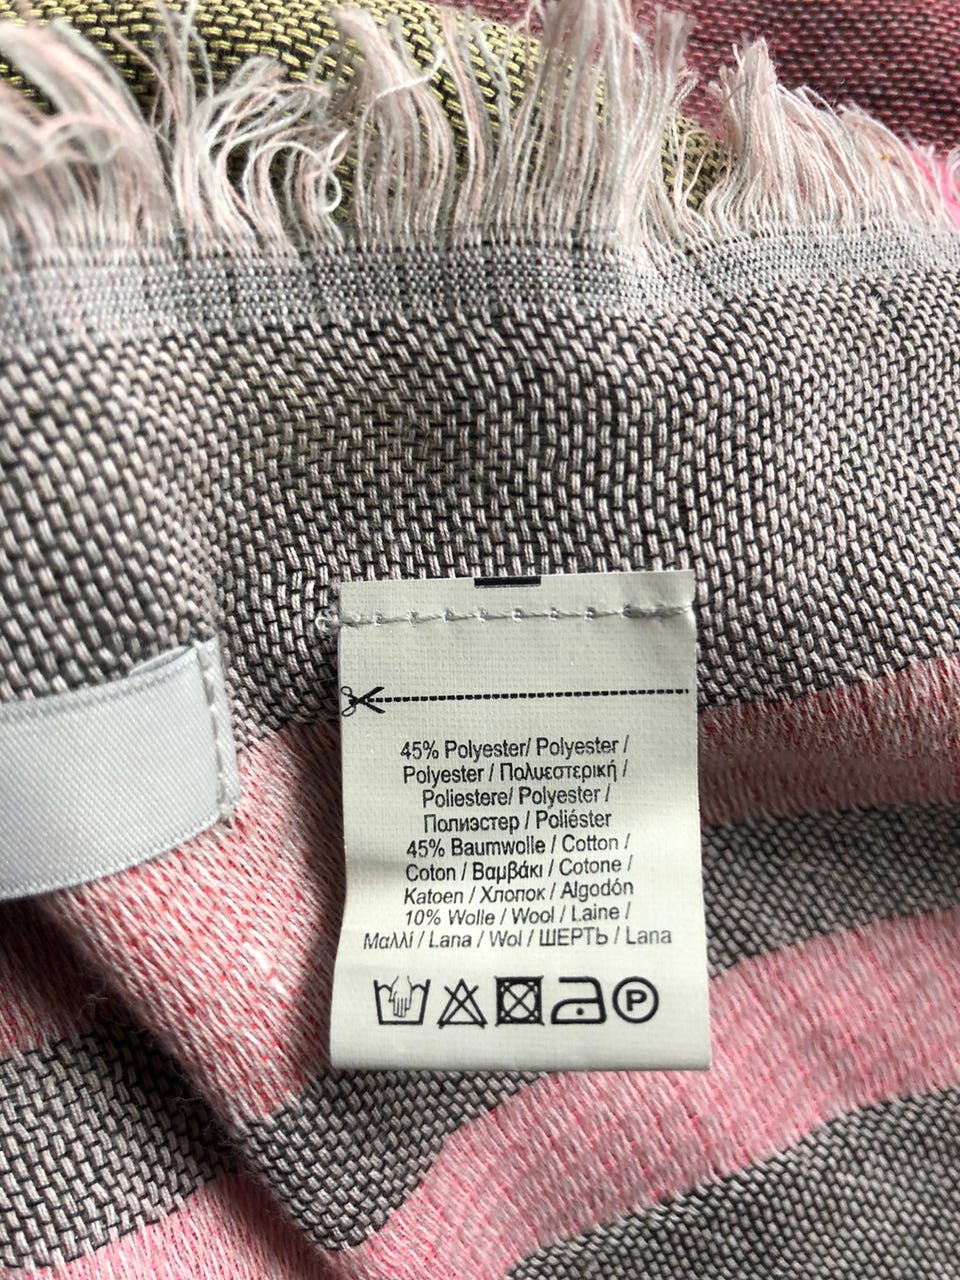 45% Polyester/ Polyester /
Polyester / Πολυεστερική /
Poliestere/ Polyester /
Полиэстер / Poliéster
45% Baumwolle / Cotton /
Coton / Βαμβάκι / Cotone /
Katoen / Хлопок / Algodón
10% Wolle / Wool / Laine /
Μαλλί / Lana / Wol / ШЕРТЬ / Lana
P